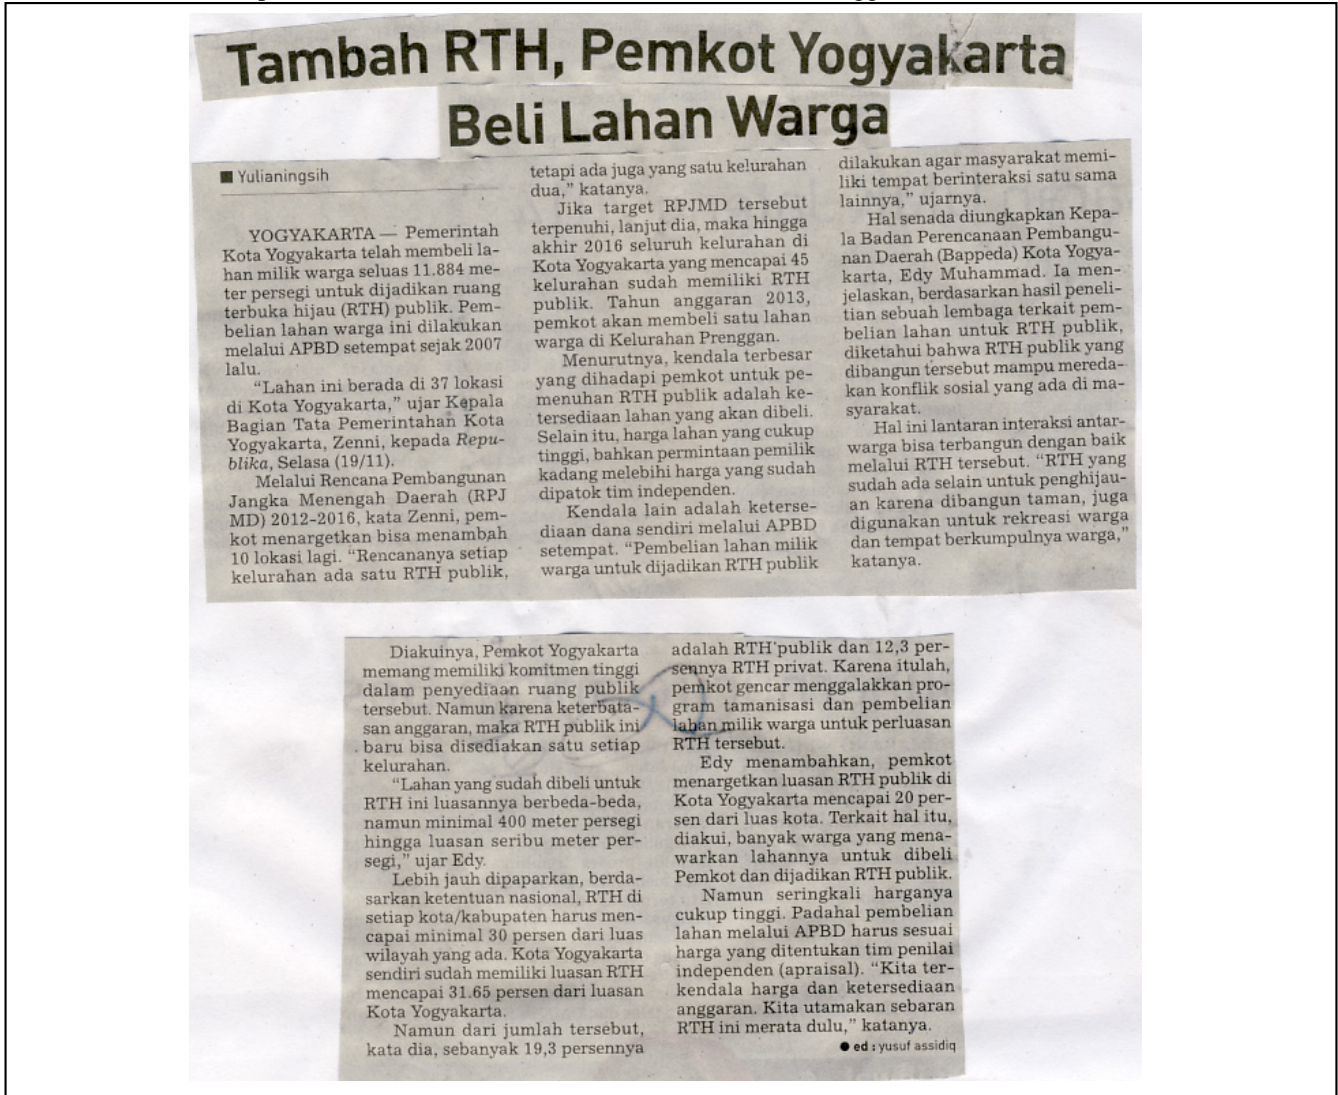 Tambah RTH, Pemkot Yogyakarta
Beli Lahan Warga
■ Yulianingsih
YOGYAKARTA — Pemerintah
Kota Yogyakarta telah membeli la-
han milik warga seluas 11.884 me-
ter persegi untuk dijadikan ruang
terbuka hijau (RTH) publik. Pem-
belian lahan warga ini dilakukan
melalui APBD setempat sejak 2007
lalu.
“Lahan ini berada di 37 lokasi
di Kota Yogyakarta,” ujar Kepala
Bagian Tata Pemerintahan Kota
Yogyakarta, Zenni, kepada Repu-
blika, Selasa (19/11).
Melalui Rencana Pembangunan
Jangka Menengah Daerah (RPJ
MD) 2012-2016, kata Zenni, pem-
kot menargetkan bisa menambah
10 lokasi lagi. “Rencananya setiap
kelurahan ada satu RTH publik,
tetapi ada juga yang satu kelurahan
dua,” katanya.
Jika target RPJMD tersebut
terpenuhi, lanjut dia, maka hingga
akhir 2016 seluruh kelurahan di
Kota Yogyakarta yang mencapai 45
kelurahan sudah memiliki RTH
publik. Tahun anggaran 2013,
pemkot akan membeli satu lahan
warga di Kelurahan Prenggan.
Menurutnya, kendala terbesar
yang dihadapi pemkot untuk pe-
menuhan RTH publik adalah ke-
tersediaan lahan yang akan dibeli.
Selain itu, harga lahan yang cukup
tinggi, bahkan permintaan pemilik
kadang melebihi harga yang sudah
dipatok tim independen.
Kendala lain adalah keterse-
diaan dana sendiri melalui APBD
setempat. “Pembelian lahan milik
warga untuk dijadikan RTH publik
dilakukan agar masyarakat memi-
liki tempat berinteraksi satu sama
lainnya,” ujarnya.
Hal senada diungkapkan Kepa-
la Badan Perencanaan Pembangu-
nan Daerah (Bappeda) Kota Yogya-
karta, Edy Muhammad. Ia men-
jelaskan, berdasarkan hasil peneli-
tian sebuah lembaga terkait pem-
belian lahan untuk RTH publik,
diketahui bahwa RTH publik yang
dibangun tersebut mampu mereda-
kan konflik sosial yang ada di ma-
syarakat.
Hal ini lantaran interaksi antar-
warga bisa terbangun dengan baik
melalui RTH tersebut. “RTH yang
sudah ada selain untuk penghijau-
an karena dibangun taman, juga
digunakan untuk rekreasi warga
dan tempat berkumpulnya warga,”
katanya.
Diakuinya, Pemkot Yogyakarta
memang memiliki komitmen tinggi
dalam penyediaan ruang publik
tersebut. Namun karena keterbata-
san anggaran, maka RTH publik ini
baru bisa disediakan satu setiap
kelurahan.
“Lahan yang sudah dibeli untuk
RTH ini luasannya berbeda-beda,
namun minimal 400 meter persegi
hingga luasan seribu meter per-
segi,” ujar Edy.
Lebih jauh dipaparkan, berda-
sarkan ketentuan nasional, RTH di
setiap kota/kabupaten harus men-
capai minimal 30 persen dari luas
wilayah yang ada. Kota Yogyakarta
sendiri sudah memiliki luasan RTH
mencapai 31.65 persen dari luasan
Kota Yogyakarta.
Namun dari jumlah tersebut,
kata dia, sebanyak 19,3 persennya
adalah RTH publik dan 12,3 per-
sennya RTH privat. Karena itulah,
pemkot gencar menggalakkan pro-
gram tamanisasi dan pembelian
lahan milik warga untuk perluasan
RTH tersebut.
Edy menambahkan, pemkot
menargetkan luasan RTH publik di
Kota Yogyakarta mencapai 20 per-
sen dari luas kota. Terkait hal itu,
diakui, banyak warga yang mena-
warkan lahannya untuk dibeli
Pemkot dan dijadikan RTH publik.
Namun seringkali harganya
cukup tinggi. Padahal pembelian
lahan melalui APBD harus sesuai
harga yang ditentukan tim penilai
independen (apraisal). “Kita ter-
kendala harga dan ketersediaan
anggaran. Kita utamakan sebaran
RTH ini merata dulu,” katanya.
● ed : yusuf assidiq